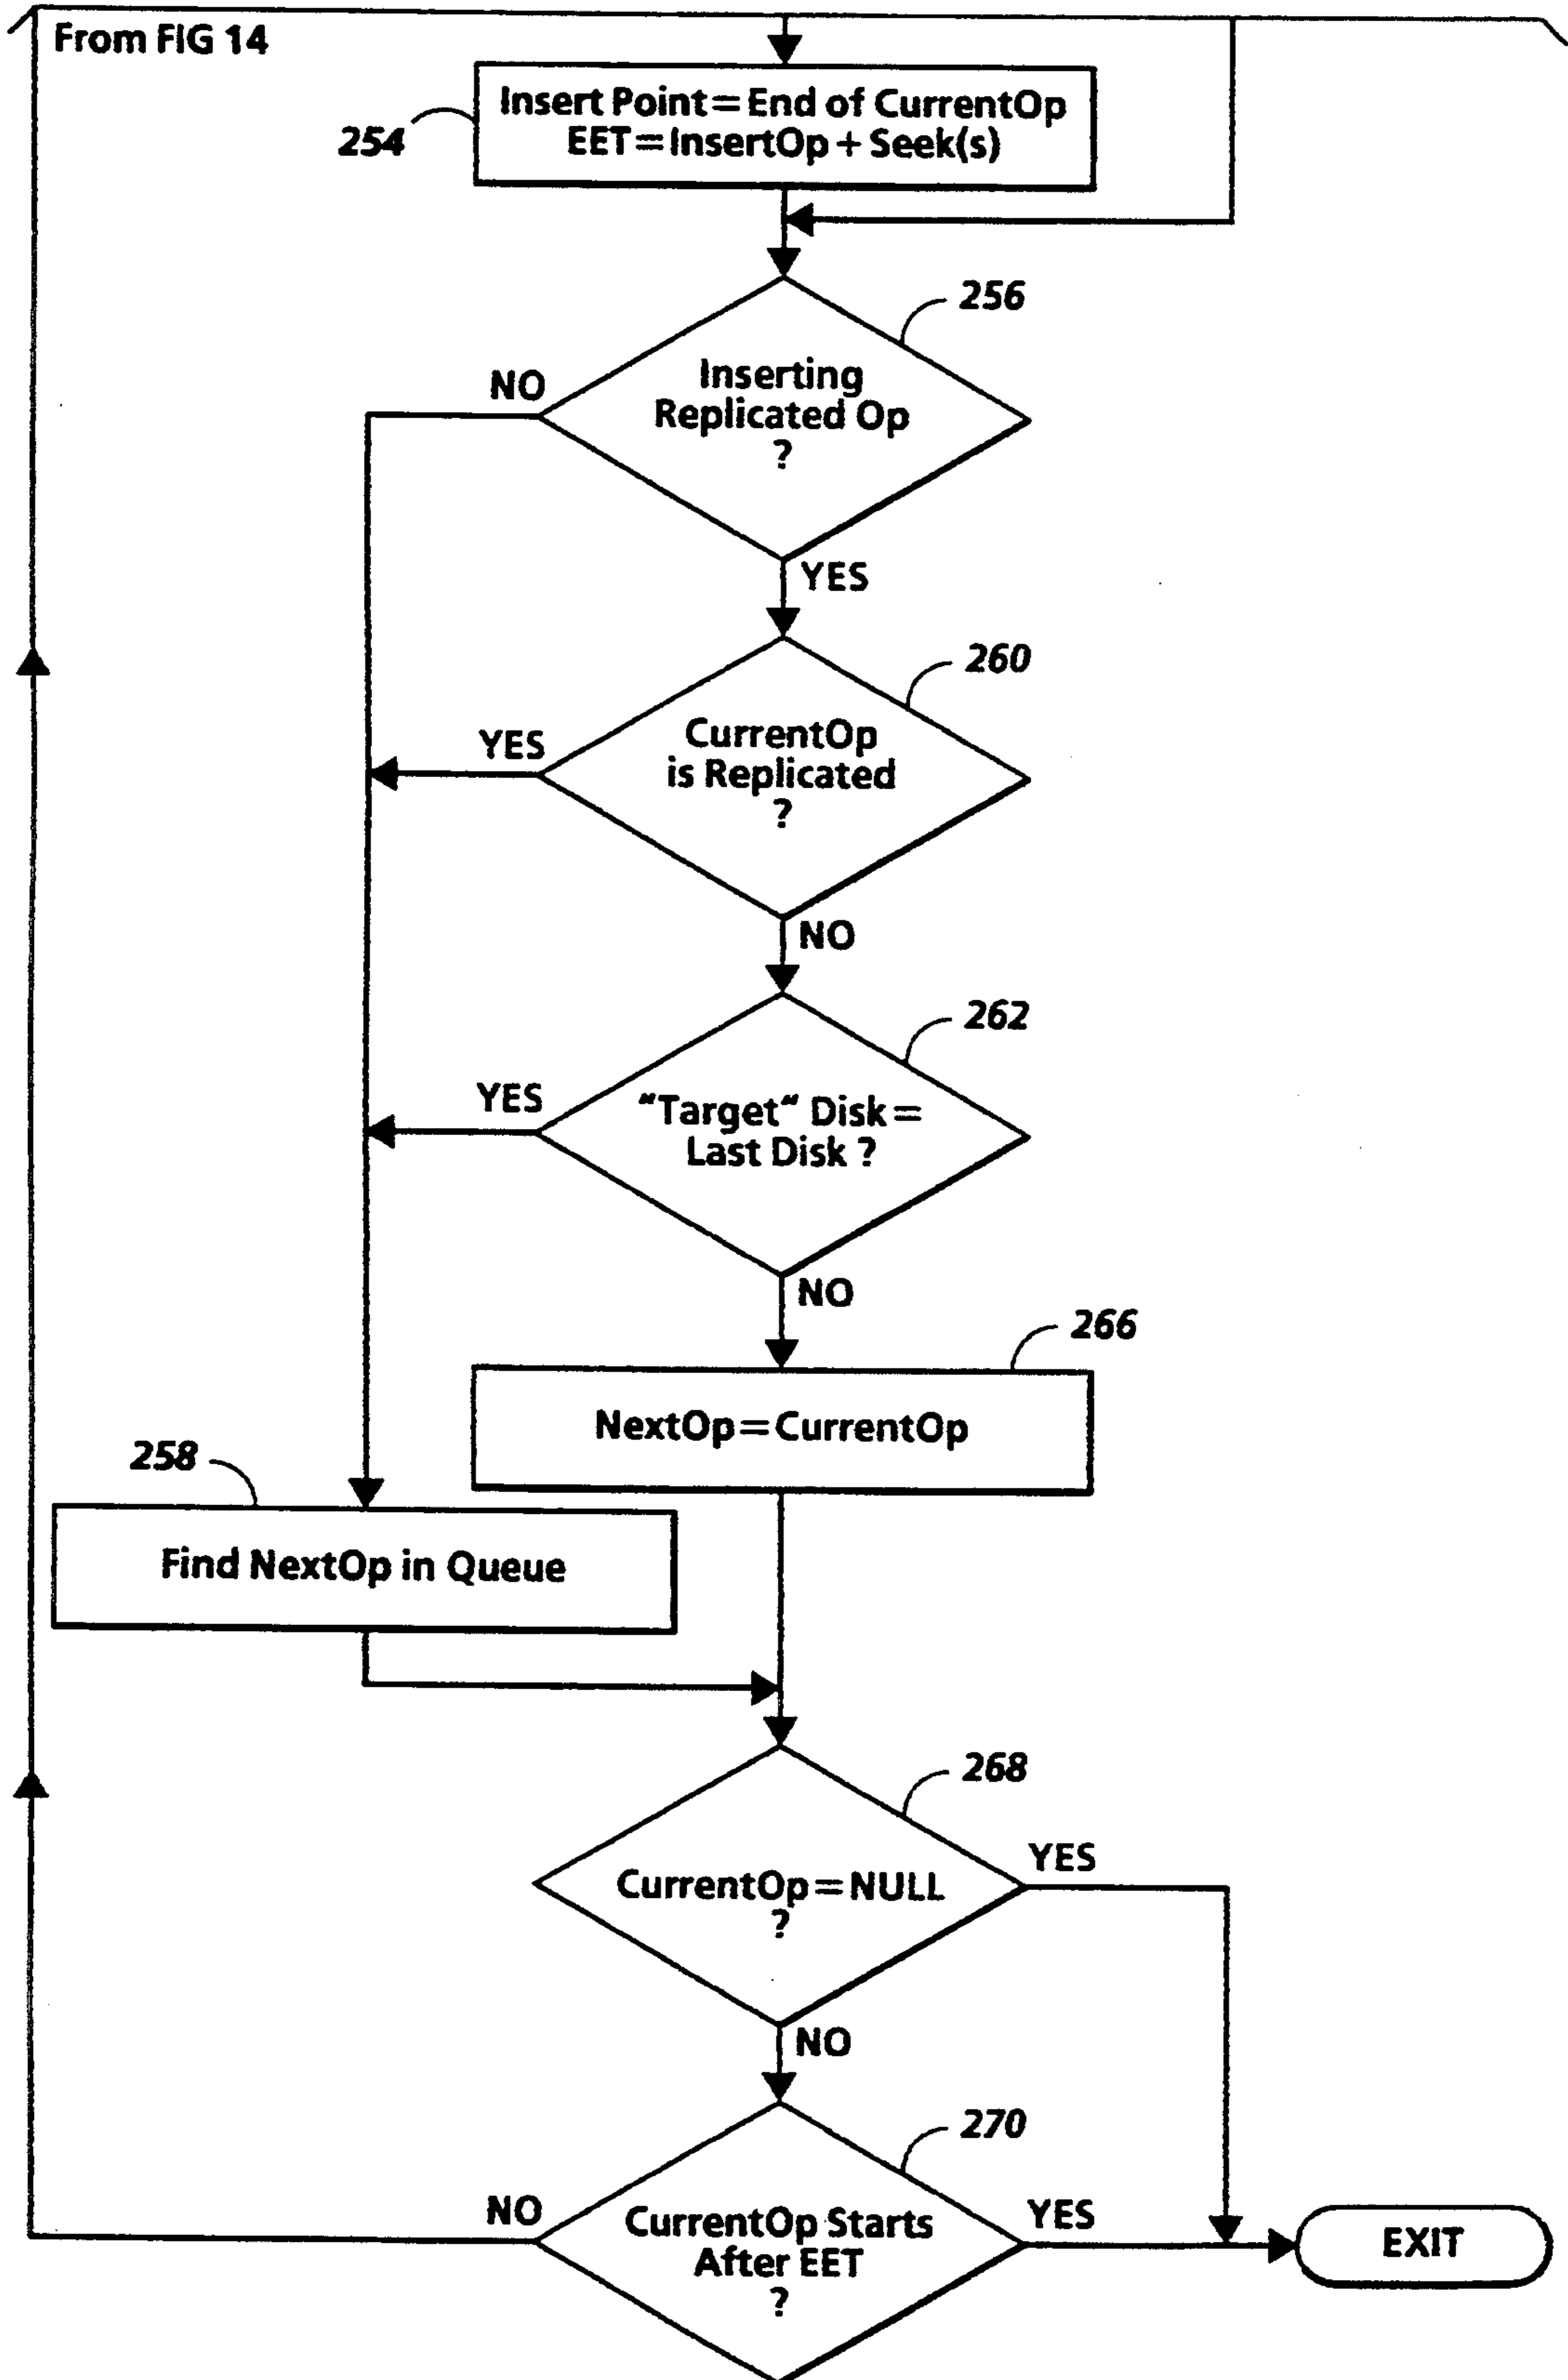 From FIG 14
Insert Point=End of CurrentOp
EET=InsertOp+Seek(s)
254
256
Inserting
Replicated Op
?
NO
YES
260
CurrentOp
is Replicated
?
YES
NO
262
"Target" Disk=
Last Disk ?
YES
NO
266
NextOp=CurrentOp
258
Find NextOp in Queue
268
CurrentOp=NULL
?
YES
NO
270
CurrentOp Starts
After EET
?
NO
YES
EXIT